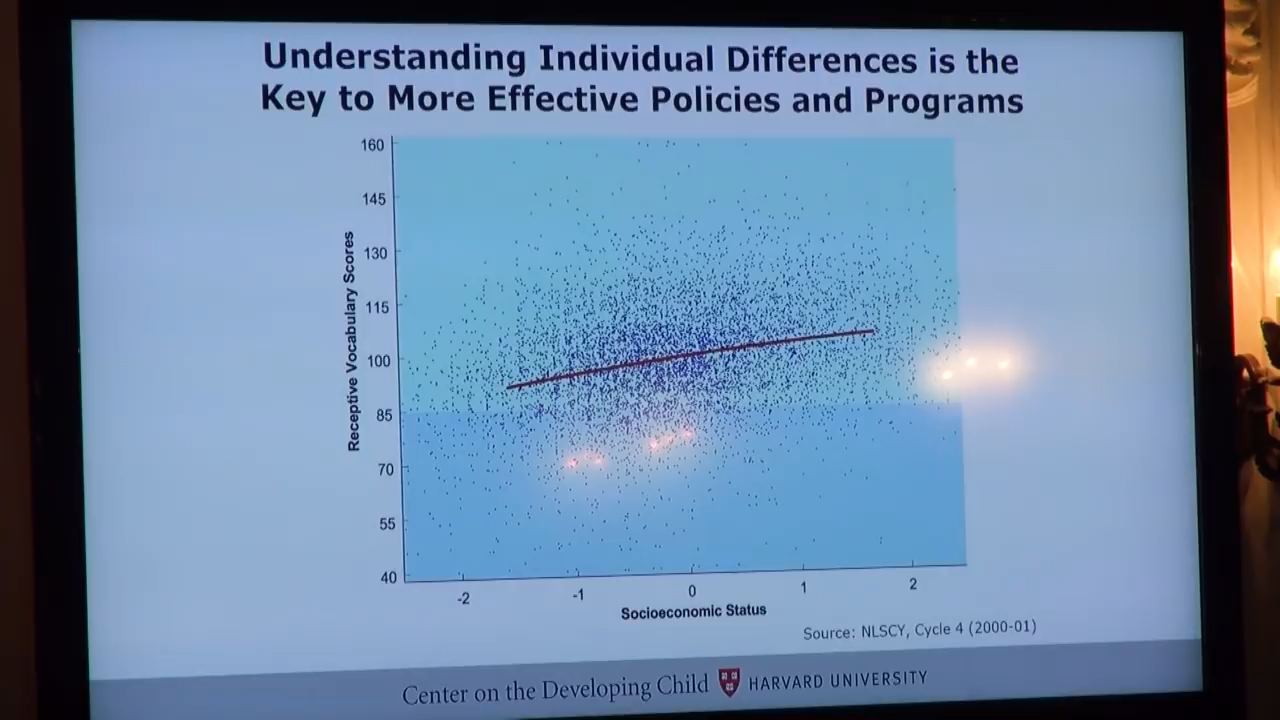 Understanding Individual Differences is the
Key to More Effective Policies and Programs
160
145
130
115
100
85
70
55
40
Receptive Vocabulary Scores
-2
-1
0
1
2
Socioeconomic Status
Source: NLSCY, Cycle 4 (2000-01)
Center on the Developing Child HARVARD UNIVERSITY